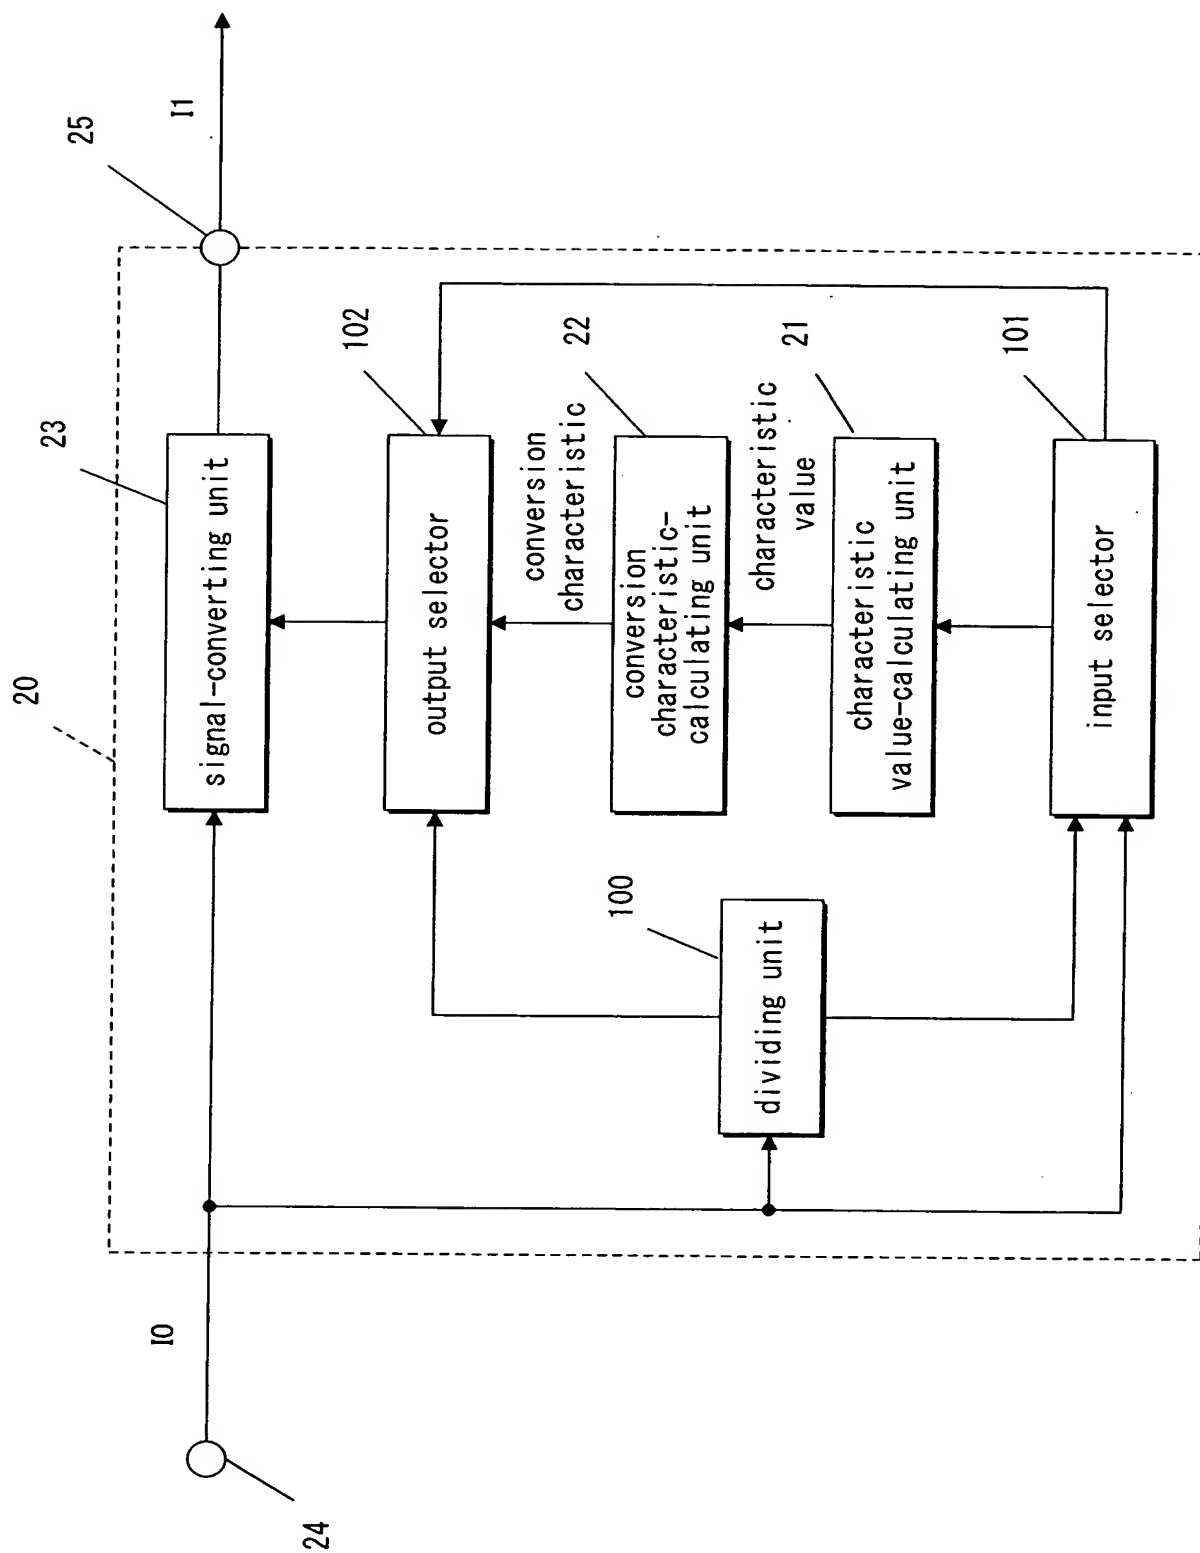 20
23
25
I1
signal-converting unit
102
output selector
conversion
characteristic
22
conversion
characteristic-
calculating unit
characteristic
value
21
characteristic
value-calculating unit
101
input selector
100
dividing unit
I0
24